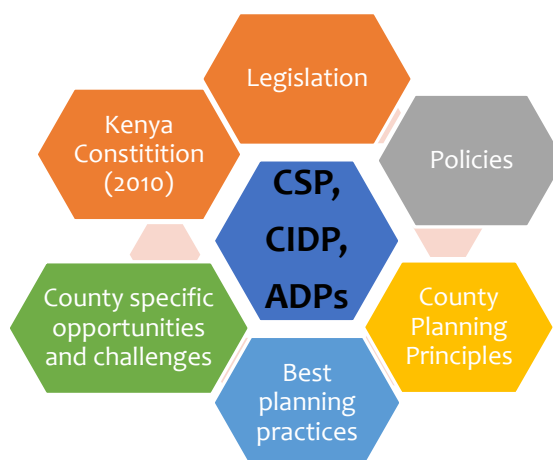 Legislation
Kenya
Constitition
(2010)
Policies
CSP,
CIDP,
ADPs
County specific
opportunities
and challenges
County
Planning
Principles
Best
planning
practices